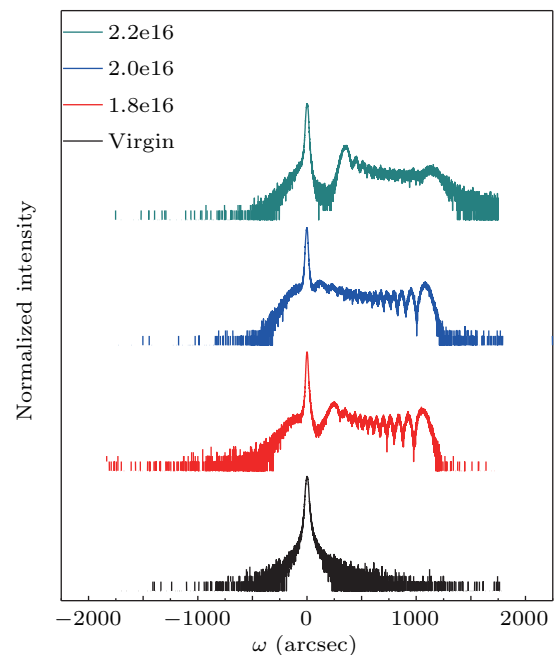 2.2e16
2.0e16
1.8e16
Virgin
Normalized intensity
−2000 −1000 0 1000 2000
ω (arcsec)